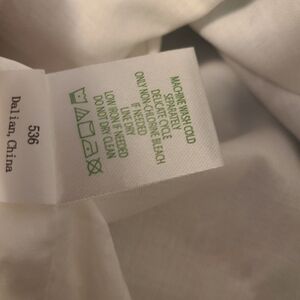 MACHINE WASH COLD
SEPARATELY
DELICATE CYCLE
ONLY NON-CHLORINE BLEACH
IF NEEDED
LINE DRY
LOW IRON IF NEEDED
DO NOT DRY CLEAN
536
Dalian, China